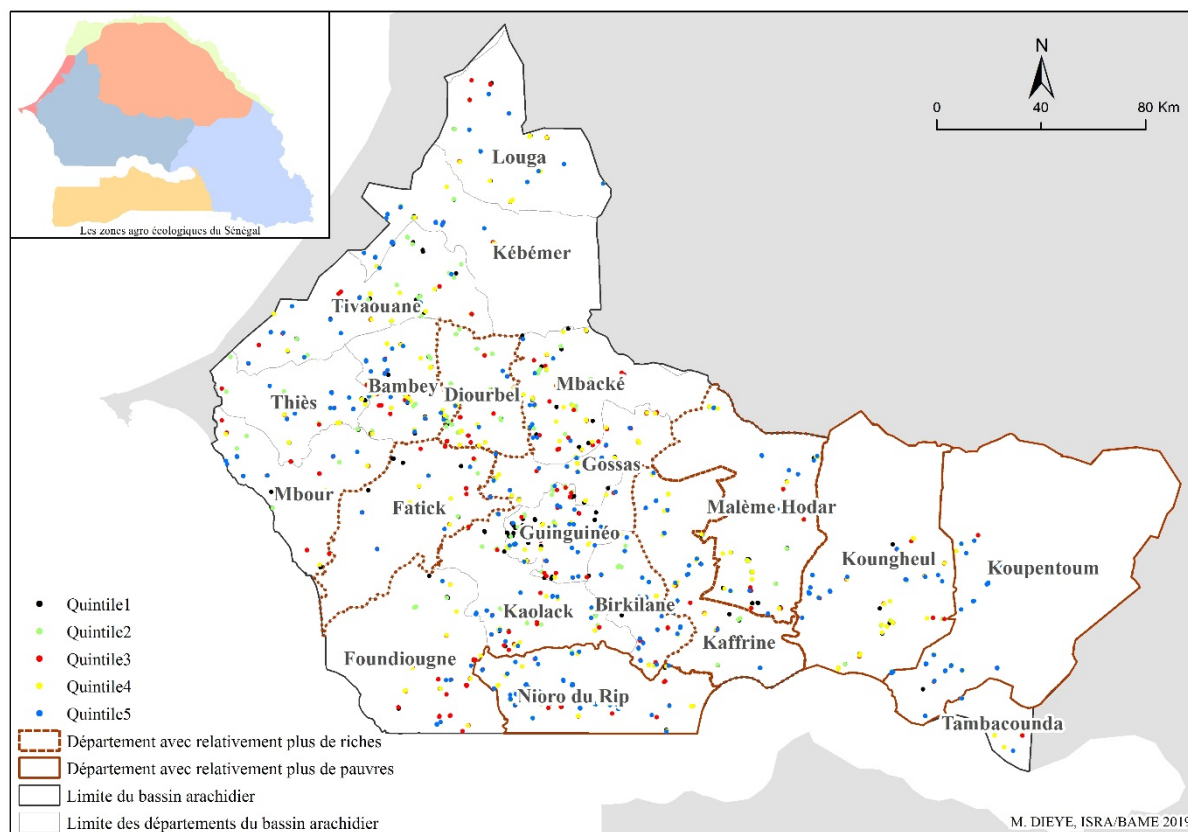 Les zones agro écologiques du Sénégal
N
0 40 80 Km
Louga
Kébémer
Tivaouane
Thiès
Bambey
Diourbel
Mbacké
Gossas
Mbour
Fatick
Guinguinéo
Malème Hodar
Koungheul
Koupentoum
Kaolack
Birkilane
Kaffrine
Foundiougne
Nioro du Rip
Tambacounda
Quintile1
Quintile2
Quintile3
Quintile4
Quintile5
Département avec relativement plus de riches
Département avec relativement plus de pauvres
Limite du bassin arachidier
Limite des départements du bassin arachidier
M. DIEYE, ISRA/BAME 2019